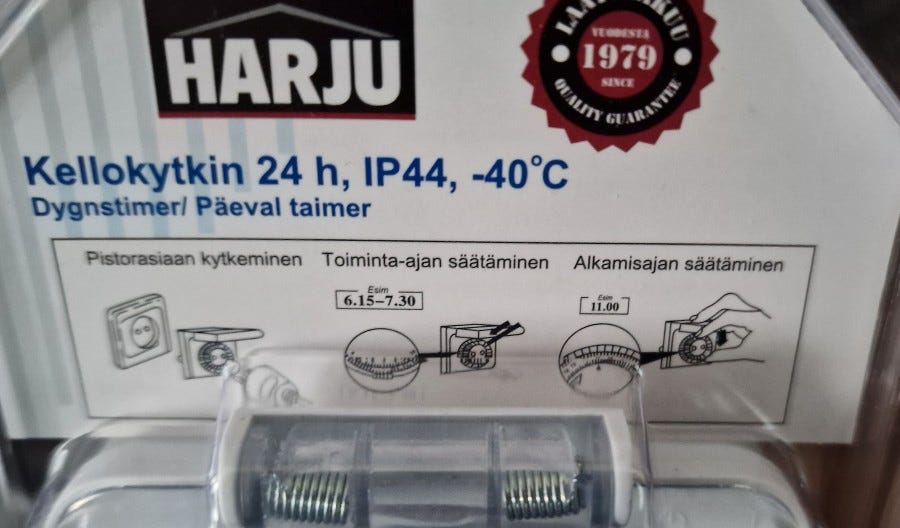 HARJU
LAATUTAKUU
VUODESTA
1979
SINCE
QUALITY GUARANTEE
Kellokytkin 24 h, IP44, -40°C
Dygnstimer/ Päeval taimer
Pistorasiaan kytkeminen
Toiminta-ajan säätäminen
Esim
6.15–7.30
Alkamisajan säätäminen
Esim
11.00